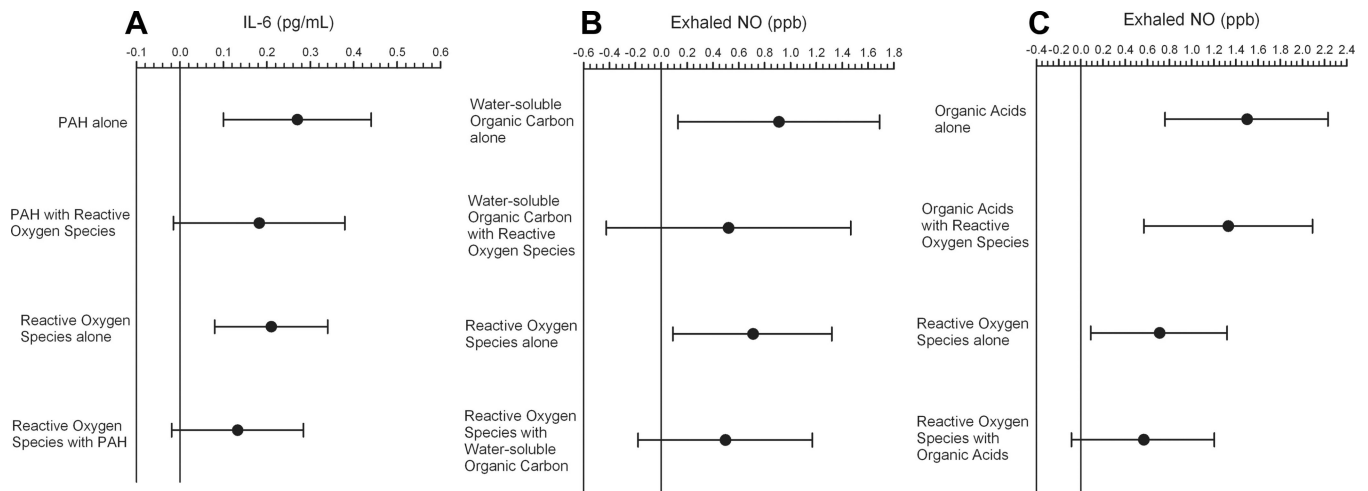 A
IL-6 (pg/mL)
-0.1 0.0 0.1 0.2 0.3 0.4 0.5 0.6
PAH alone
PAH with Reactive
Oxygen Species
Reactive Oxygen
Species alone
Reactive Oxygen
Species with PAH
B
Exhaled NO (ppb)
-0.6 -0.4 -0.2 0.0 0.2 0.4 0.6 0.8 1.0 1.2 1.4 1.6 1.8
Water-soluble
Organic Carbon
alone
Water-soluble
Organic Carbon
with Reactive
Oxygen Species
Reactive Oxygen
Species alone
Reactive Oxygen
Species with
Water-soluble
Organic Carbon
C
Exhaled NO (ppb)
-0.4 -0.2 0.0 0.2 0.4 0.6 0.8 1.0 1.2 1.4 1.6 1.8 2.0 2.2 2.4
Organic Acids
alone
Organic Acids
with Reactive
Oxygen Species
Reactive Oxygen
Species alone
Reactive Oxygen
Species with
Organic Acids